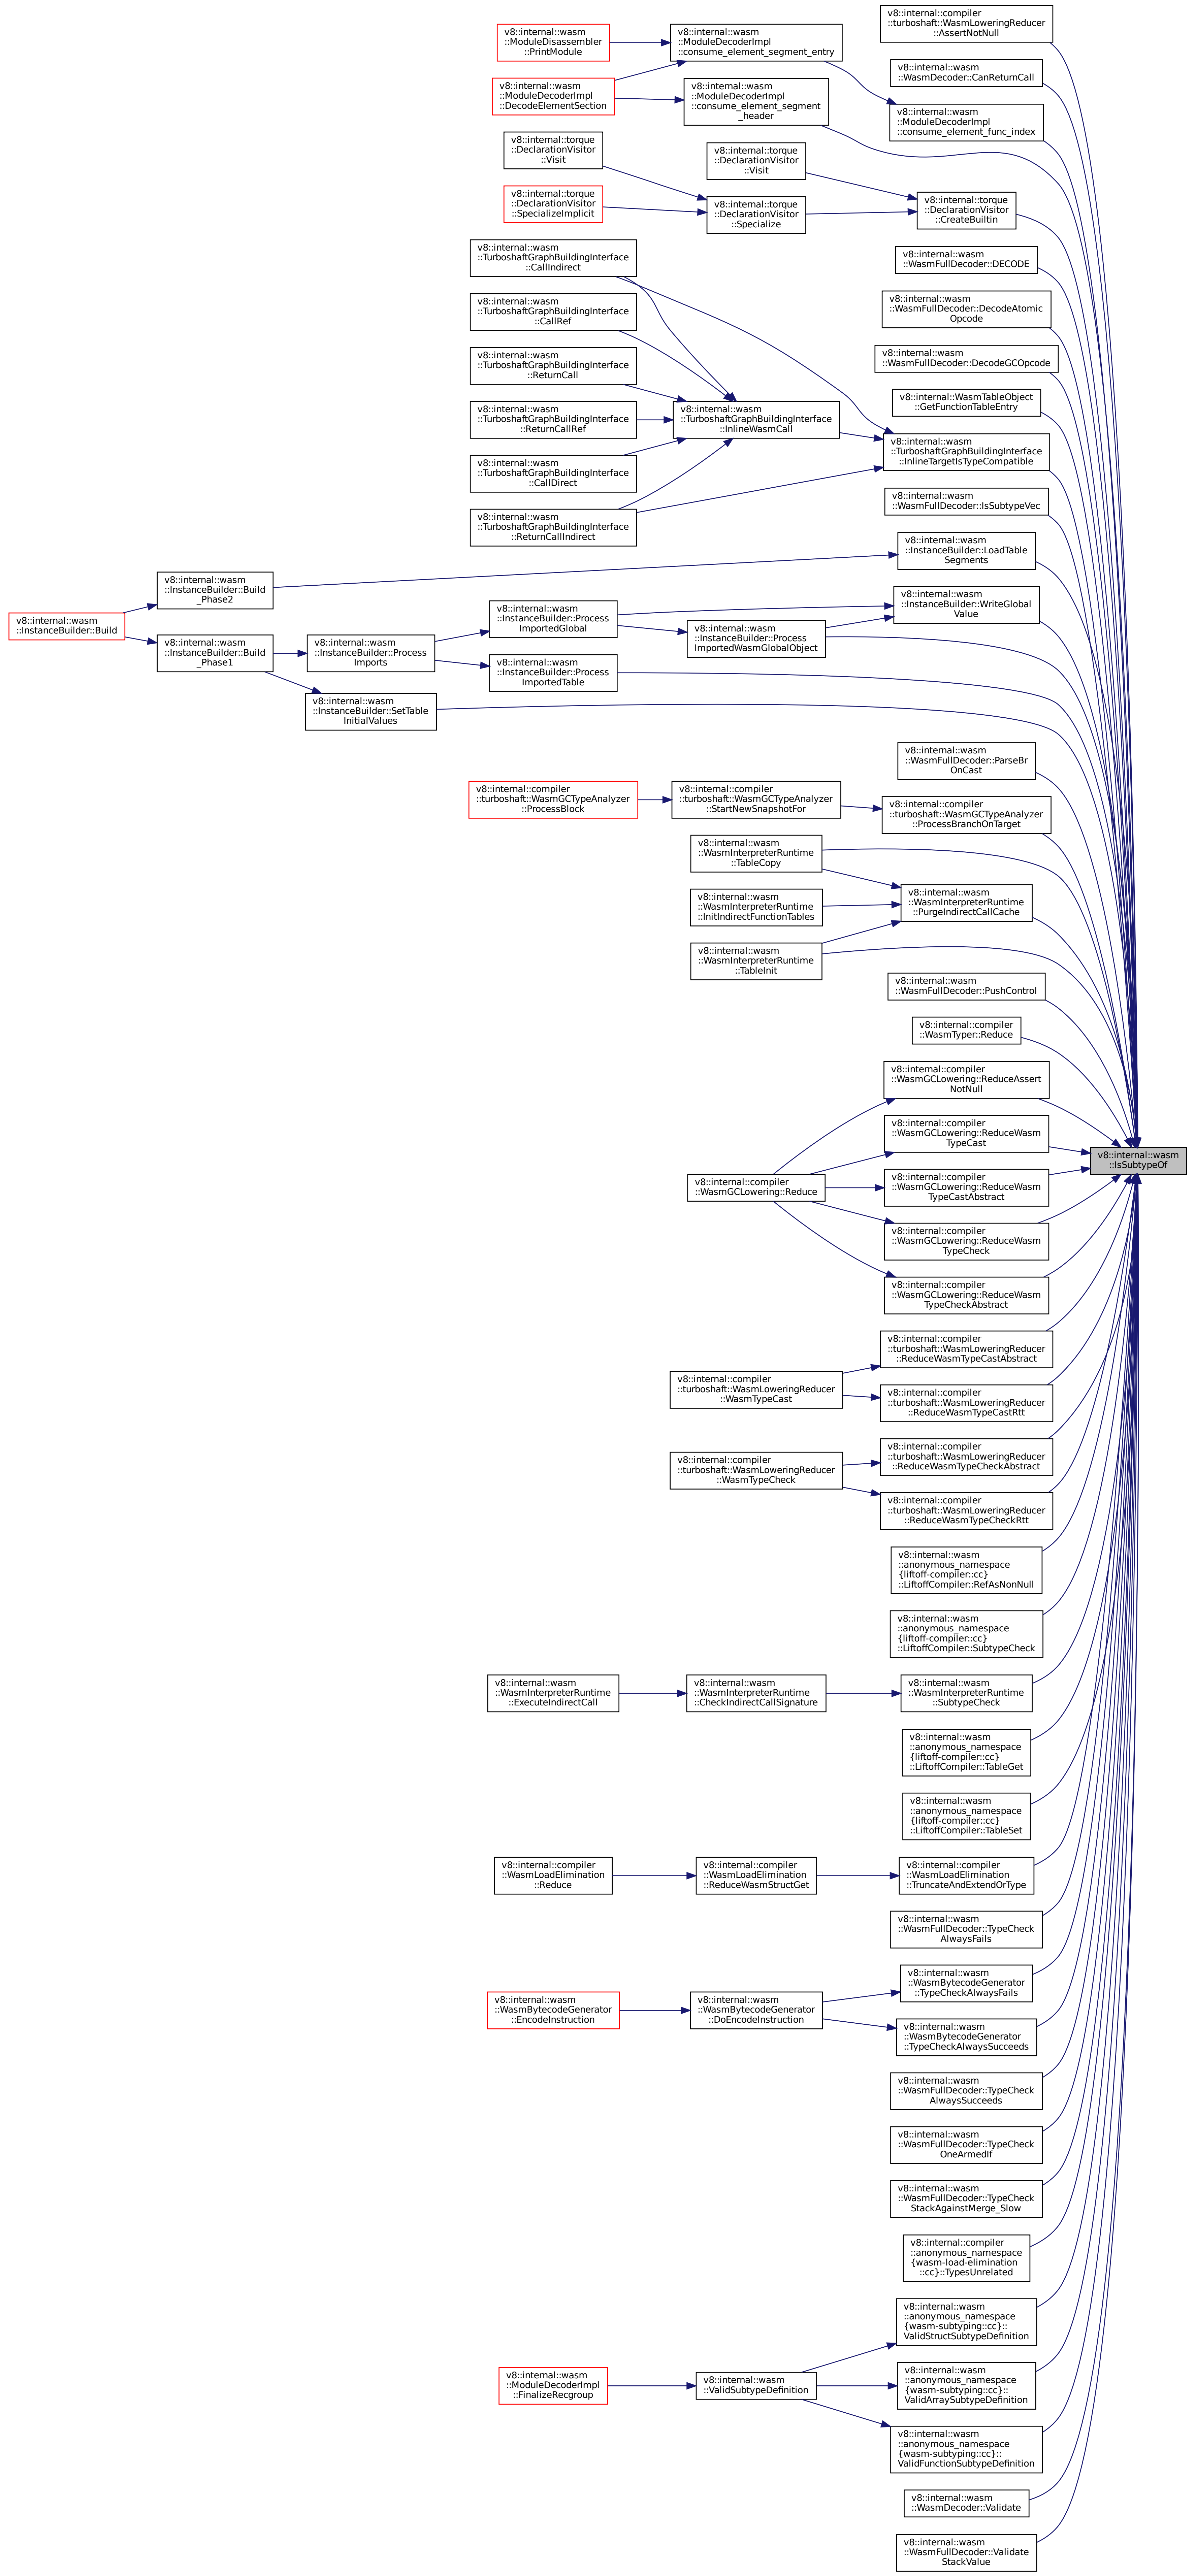 v8::internal::compiler
::turboshaft::WasmLoweringReducer
::AssertNotNull
v8::internal::wasm
::ModuleDisassembler
::PrintModule
v8::internal::wasm
::ModuleDecoderImpl
::consume_element_segment_entry
v8::internal::wasm
::WasmDecoder::CanReturnCall
v8::internal::wasm
::ModuleDecoderImpl
::DecodeElementSection
v8::internal::wasm
::ModuleDecoderImpl
::consume_element_segment
_header
v8::internal::wasm
::ModuleDecoderImpl
::consume_element_func_index
v8::internal::torque
::DeclarationVisitor
::Visit
v8::internal::torque
::DeclarationVisitor
::Visit
v8::internal::torque
::DeclarationVisitor
::SpecializeImplicit
v8::internal::torque
::DeclarationVisitor
::Specialize
v8::internal::torque
::DeclarationVisitor
::CreateBuiltin
v8::internal::wasm
::TurboshaftGraphBuildingInterface
::CallIndirect
v8::internal::wasm
::WasmFullDecoder::DECODE
v8::internal::wasm
::TurboshaftGraphBuildingInterface
::CallRef
v8::internal::wasm
::WasmFullDecoder::DecodeAtomic
Opcode
v8::internal::wasm
::TurboshaftGraphBuildingInterface
::ReturnCall
v8::internal::wasm
::WasmFullDecoder::DecodeGCOpcode
v8::internal::WasmTableObject
::GetFunctionTableEntry
v8::internal::wasm
::TurboshaftGraphBuildingInterface
::ReturnCallRef
v8::internal::wasm
::TurboshaftGraphBuildingInterface
::InlineWasmCall
v8::internal::wasm
::TurboshaftGraphBuildingInterface
::InlineTargetIsTypeCompatible
v8::internal::wasm
::TurboshaftGraphBuildingInterface
::CallDirect
v8::internal::wasm
::WasmFullDecoder::IsSubtypeVec
v8::internal::wasm
::TurboshaftGraphBuildingInterface
::ReturnCallIndirect
v8::internal::wasm
::InstanceBuilder::LoadTable
Segments
v8::internal::wasm
::InstanceBuilder::Build
_Phase2
v8::internal::wasm
::InstanceBuilder::WriteGlobal
Value
v8::internal::wasm
::InstanceBuilder::Build
v8::internal::wasm
::InstanceBuilder::Process
ImportedGlobal
v8::internal::wasm
::InstanceBuilder::Process
ImportedWasmGlobalObject
v8::internal::wasm
::InstanceBuilder::Build
_Phase1
v8::internal::wasm
::InstanceBuilder::Process
Imports
v8::internal::wasm
::InstanceBuilder::Process
ImportedTable
v8::internal::wasm
::InstanceBuilder::SetTable
InitialValues
v8::internal::wasm
::WasmFullDecoder::ParseBr
OnCast
v8::internal::compiler
::turboshaft::WasmGCTypeAnalyzer
::ProcessBlock
v8::internal::compiler
::turboshaft::WasmGCTypeAnalyzer
::StartNewSnapshotFor
v8::internal::compiler
::turboshaft::WasmGCTypeAnalyzer
::ProcessBranchOnTarget
v8::internal::wasm
::WasmInterpreterRuntime
::TableCopy
v8::internal::wasm
::WasmInterpreterRuntime
::InitIndirectFunctionTables
v8::internal::wasm
::WasmInterpreterRuntime
::PurgeIndirectCallCache
v8::internal::wasm
::WasmInterpreterRuntime
::TableInit
v8::internal::wasm
::WasmFullDecoder::PushControl
v8::internal::compiler
::WasmTyper::Reduce
v8::internal::compiler
::WasmGCLowering::ReduceAssert
NotNull
v8::internal::compiler
::WasmGCLowering::ReduceWasm
TypeCast
v8::internal::wasm
::IsSubtypeOf
v8::internal::compiler
::WasmGCLowering::Reduce
v8::internal::compiler
::WasmGCLowering::ReduceWasm
TypeCastAbstract
v8::internal::compiler
::WasmGCLowering::ReduceWasm
TypeCheck
v8::internal::compiler
::WasmGCLowering::ReduceWasm
TypeCheckAbstract
v8::internal::compiler
::turboshaft::WasmLoweringReducer
::ReduceWasmTypeCastAbstract
v8::internal::compiler
::turboshaft::WasmLoweringReducer
::WasmTypeCast
v8::internal::compiler
::turboshaft::WasmLoweringReducer
::ReduceWasmTypeCastRtt
v8::internal::compiler
::turboshaft::WasmLoweringReducer
::ReduceWasmTypeCheckAbstract
v8::internal::compiler
::turboshaft::WasmLoweringReducer
::WasmTypeCheck
v8::internal::compiler
::turboshaft::WasmLoweringReducer
::ReduceWasmTypeCheckRtt
v8::internal::wasm
::anonymous_namespace
{liftoff-compiler::cc}
::LiftoffCompiler::RefAsNonNull
v8::internal::wasm
::anonymous_namespace
{liftoff-compiler::cc}
::LiftoffCompiler::SubtypeCheck
v8::internal::wasm
::WasmInterpreterRuntime
::ExecuteIndirectCall
v8::internal::wasm
::WasmInterpreterRuntime
::CheckIndirectCallSignature
v8::internal::wasm
::WasmInterpreterRuntime
::SubtypeCheck
v8::internal::wasm
::anonymous_namespace
{liftoff-compiler::cc}
::LiftoffCompiler::TableGet
v8::internal::wasm
::anonymous_namespace
{liftoff-compiler::cc}
::LiftoffCompiler::TableSet
v8::internal::compiler
::WasmLoadElimination
::Reduce
v8::internal::compiler
::WasmLoadElimination
::ReduceWasmStructGet
v8::internal::compiler
::WasmLoadElimination
::TruncateAndExtendOrType
v8::internal::wasm
::WasmFullDecoder::TypeCheck
AlwaysFails
v8::internal::wasm
::WasmBytecodeGenerator
::TypeCheckAlwaysFails
v8::internal::wasm
::WasmBytecodeGenerator
::EncodeInstruction
v8::internal::wasm
::WasmBytecodeGenerator
::DoEncodeInstruction
v8::internal::wasm
::WasmBytecodeGenerator
::TypeCheckAlwaysSucceeds
v8::internal::wasm
::WasmFullDecoder::TypeCheck
AlwaysSucceeds
v8::internal::wasm
::WasmFullDecoder::TypeCheck
OneArmedIf
v8::internal::wasm
::WasmFullDecoder::TypeCheck
StackAgainstMerge_Slow
v8::internal::compiler
::anonymous_namespace
{wasm-load-elimination
::cc}::TypesUnrelated
v8::internal::wasm
::anonymous_namespace
{wasm-subtyping::cc}::
ValidStructSubtypeDefinition
v8::internal::wasm
::ModuleDecoderImpl
::FinalizeRecgroup
v8::internal::wasm
::ValidSubtypeDefinition
v8::internal::wasm
::anonymous_namespace
{wasm-subtyping::cc}::
ValidArraySubtypeDefinition
v8::internal::wasm
::anonymous_namespace
{wasm-subtyping::cc}::
ValidFunctionSubtypeDefinition
v8::internal::wasm
::WasmDecoder::Validate
v8::internal::wasm
::WasmFullDecoder::Validate
StackValue